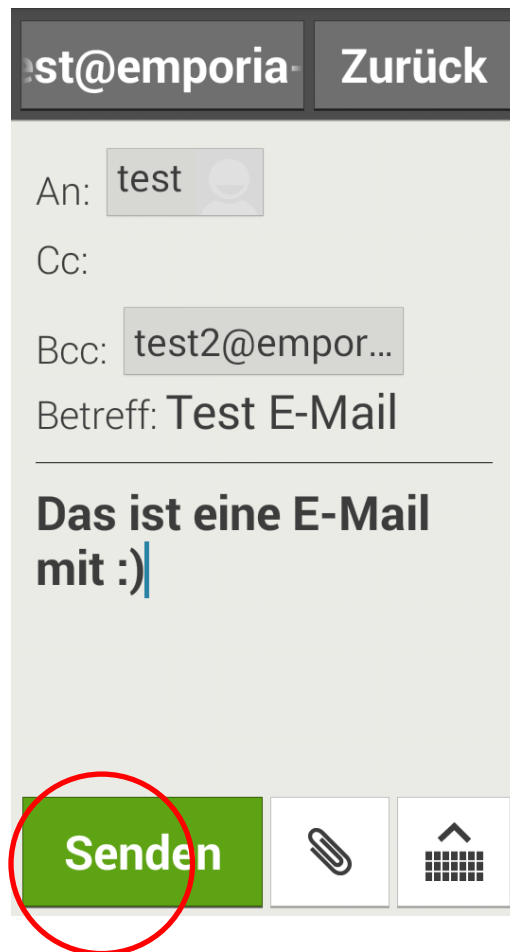 st@emporia- Zurück
An: test
Cc:
Bcc: test2@empor...
Betreff: Test E-Mail
Das ist eine E-Mail
mit :)
Senden